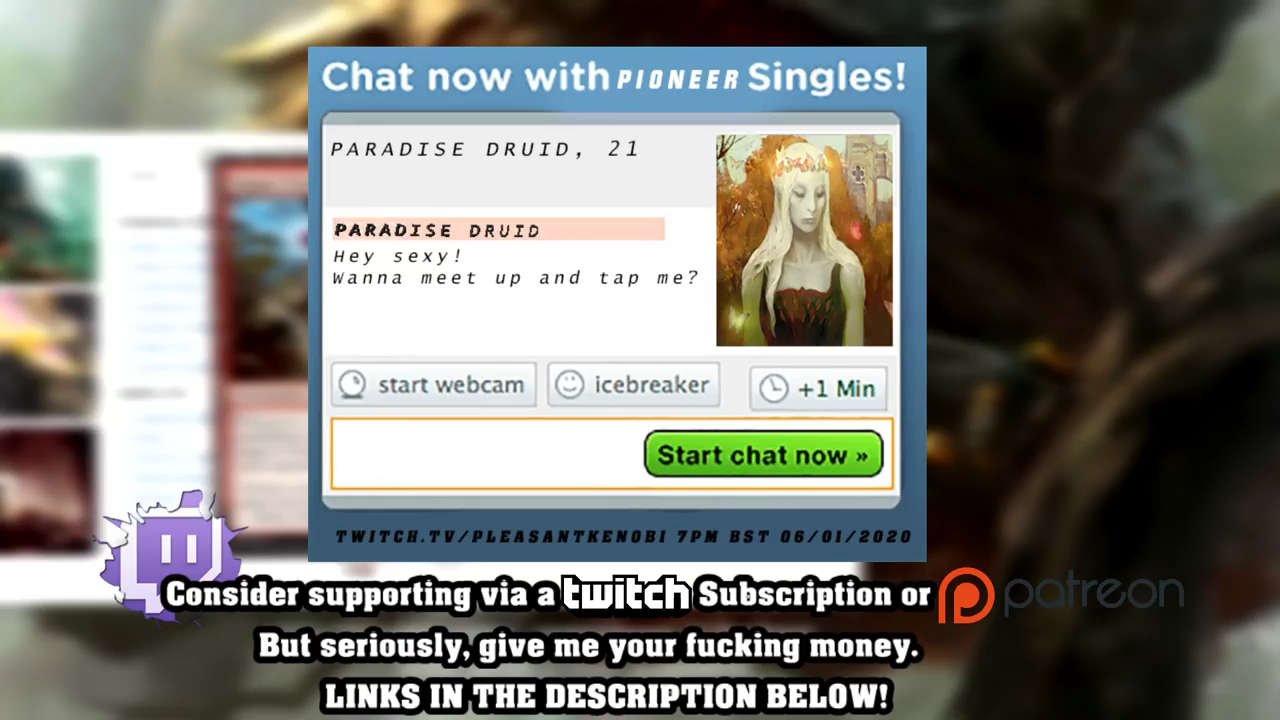 Chat now with PIONEER Singles!
PARADISE DRUID, 21
PARADISE DRUID
Hey sexy!
Wanna meet up and tap me?
start webcam icebreaker +1 Min
Start chat now »
TWITCH.TV/PLEASANTKENOBI 7PM BST 06/01/2020
Consider supporting via a twitch Subscription or patreon
But seriously, give me your fucking money.
LINKS IN THE DESCRIPTION BELOW!